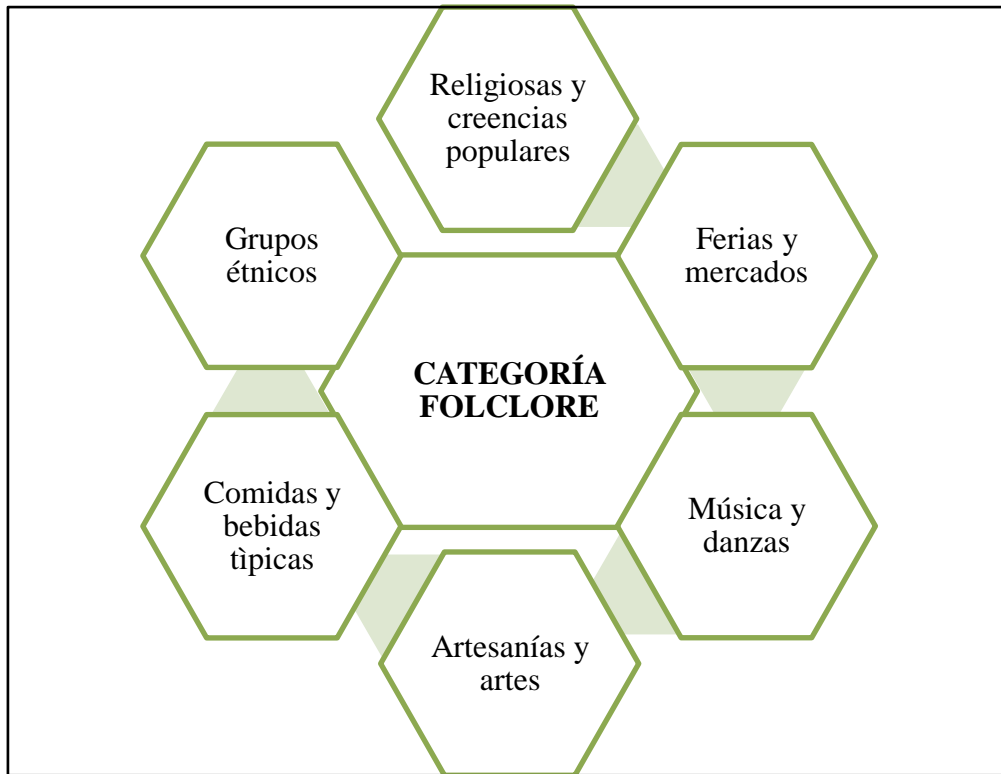 Religiosas y
creencias
populares
Grupos
étnicos
Ferias y
mercados
CATEGORÍA
FOLCLORE
Comidas y
bebidas
tìpicas
Música y
danzas
Artesanías y
artes